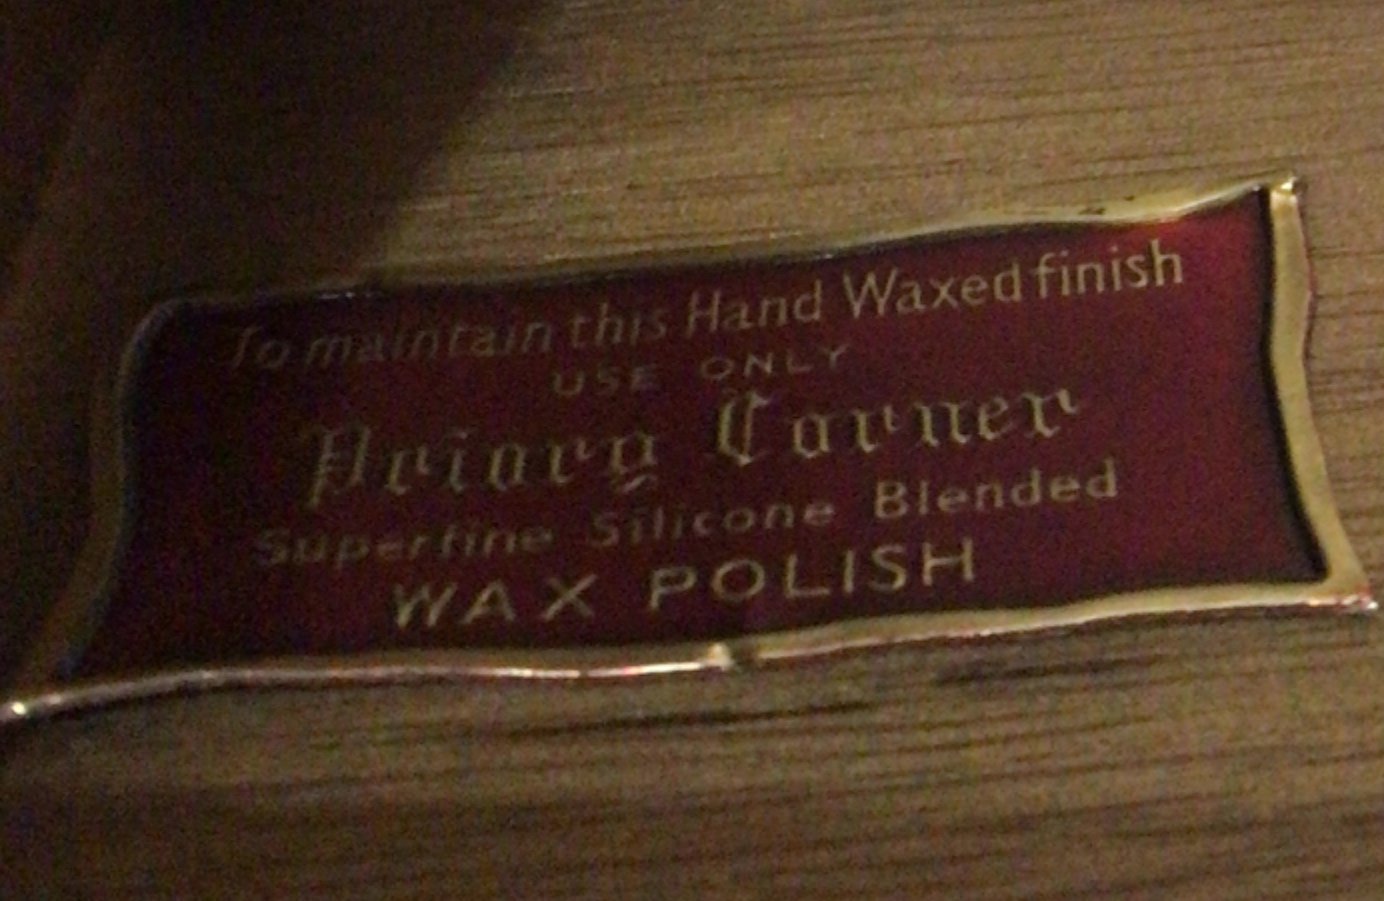 To maintain this Hand Waxed finish
USE ONLY
Priory Corner
Superfine Silicone Blended
WAX POLISH